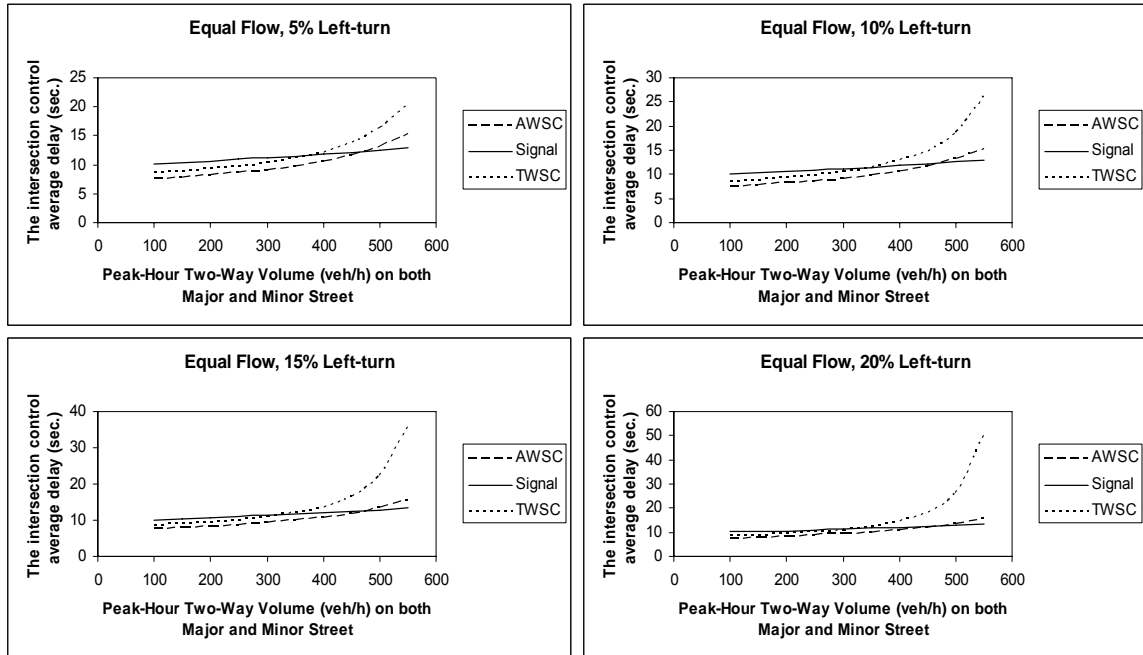 Equal Flow, 5% Left-turn
The intersection control
average delay (sec.)
25
20
15
10
5
0
0 100 200 300 400 500 600
Peak-Hour Two-Way Volume (veh/h) on both
Major and Minor Street
AWSC
Signal
TWSC
Equal Flow, 10% Left-turn
The intersection control
average delay (sec.)
30
25
20
15
10
5
0
0 100 200 300 400 500 600
Peak-Hour Two-Way Volume (veh/h) on both
Major and Minor Street
AWSC
Signal
TWSC
Equal Flow, 15% Left-turn
The intersection control
average delay (sec.)
40
30
20
10
0
0 100 200 300 400 500 600
Peak-Hour Two-Way Volume (veh/h) on both
Major and Minor Street
AWSC
Signal
TWSC
Equal Flow, 20% Left-turn
The intersection control
average delay (sec.)
60
50
40
30
20
10
0
0 100 200 300 400 500 600
Peak-Hour Two-Way Volume (veh/h) on both
Major and Minor Street
AWSC
Signal
TWSC